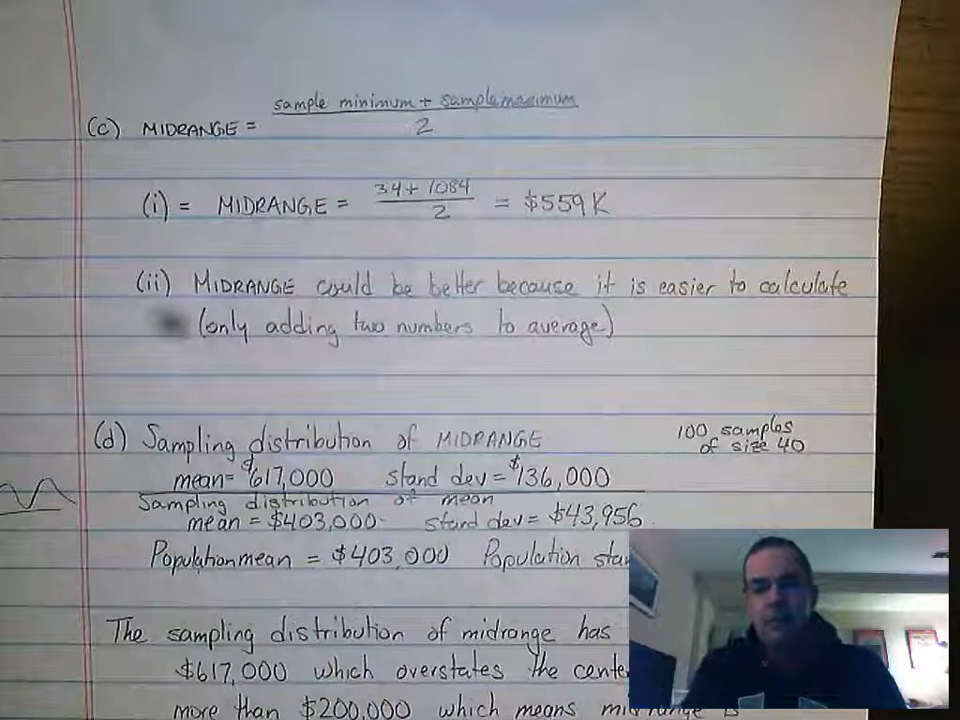 sample minimum + sample maximum
(c) MIDRANGE =
2
34 + 1084
(i) = MIDRANGE = = $559K
2
(ii) MIDRANGE could be better because it is easier to calculate
(only adding two numbers to average)
(d) Sampling distribution of MIDRANGE 100 samples
of size 40
mean = $617,000 stand dev = $136,000
Sampling distribution of mean
mean = $403,000 stand dev = $43,956
Population mean = $403,000 Population
The sampling distribution of midrange has
$617,000 which overstates the
more than $200,000 which means